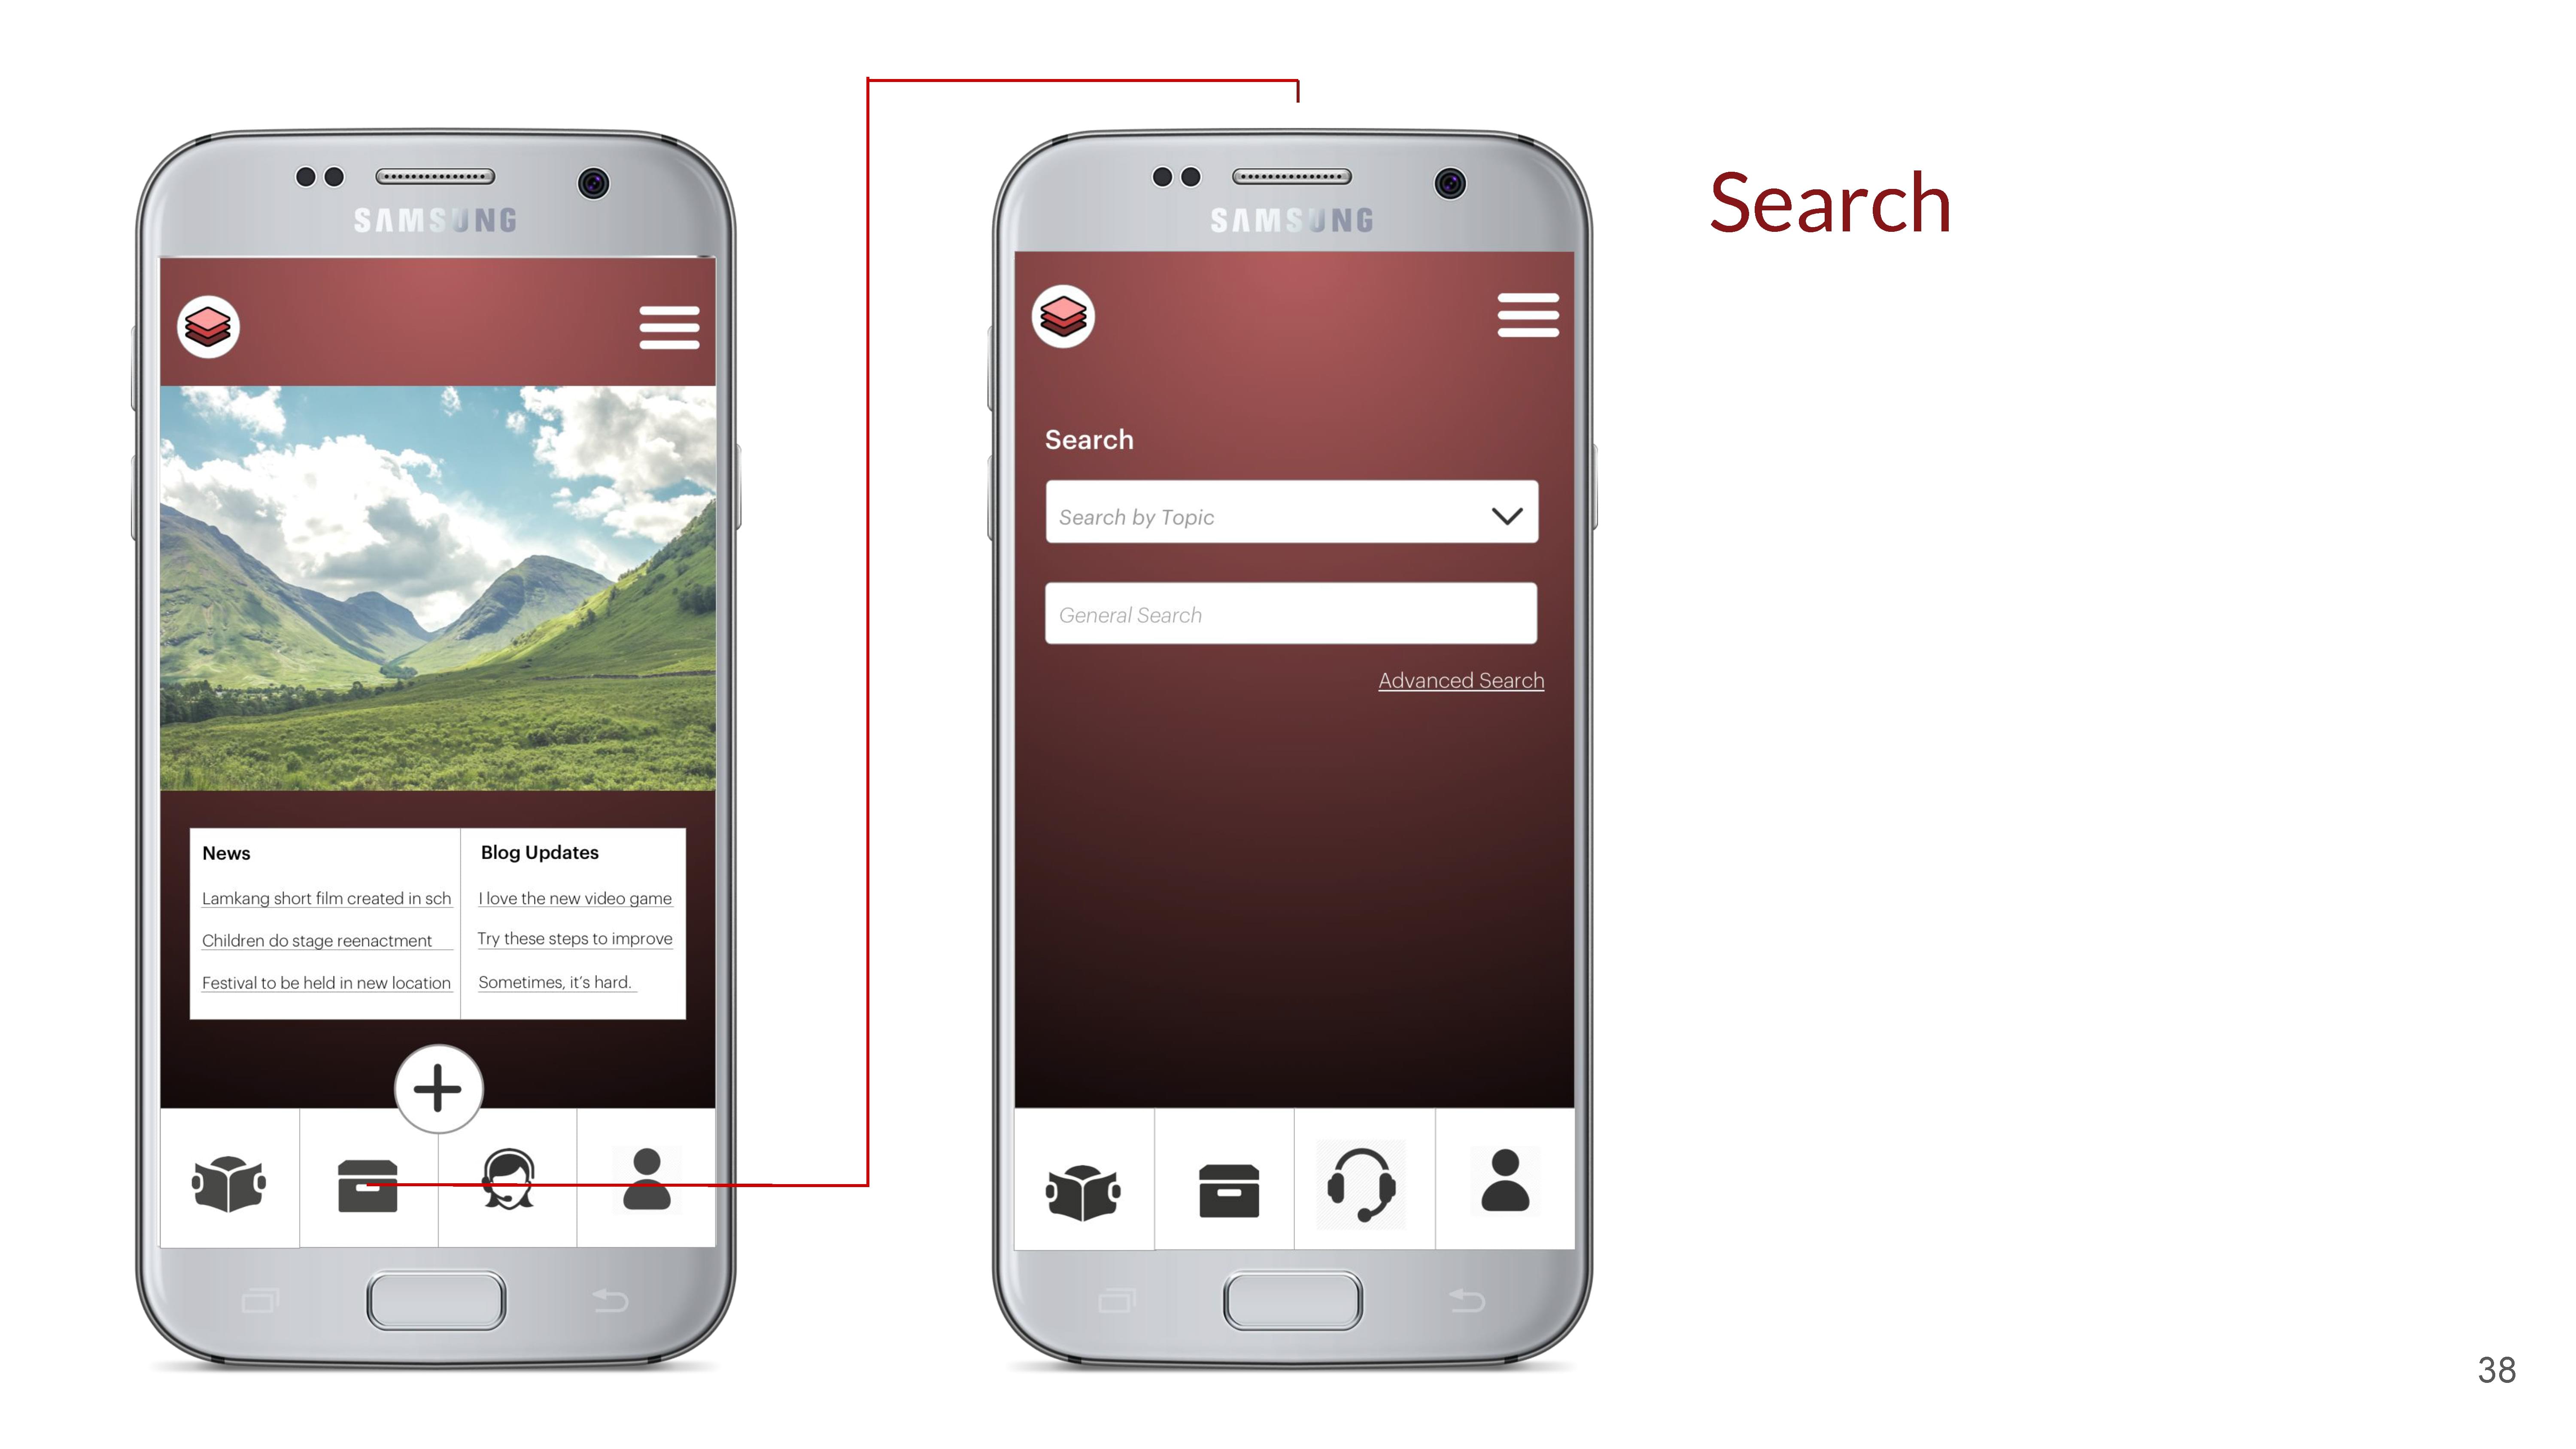 Search
SAMSUNG
News
Lamkang short film created in sch
Children do stage reenactment
Festival to be held in new location
Blog Updates
I love the new video game
Try these steps to improve
Sometimes, it's hard.
SAMSUNG
Search
Search by Topic
General Search
Advanced Search
38